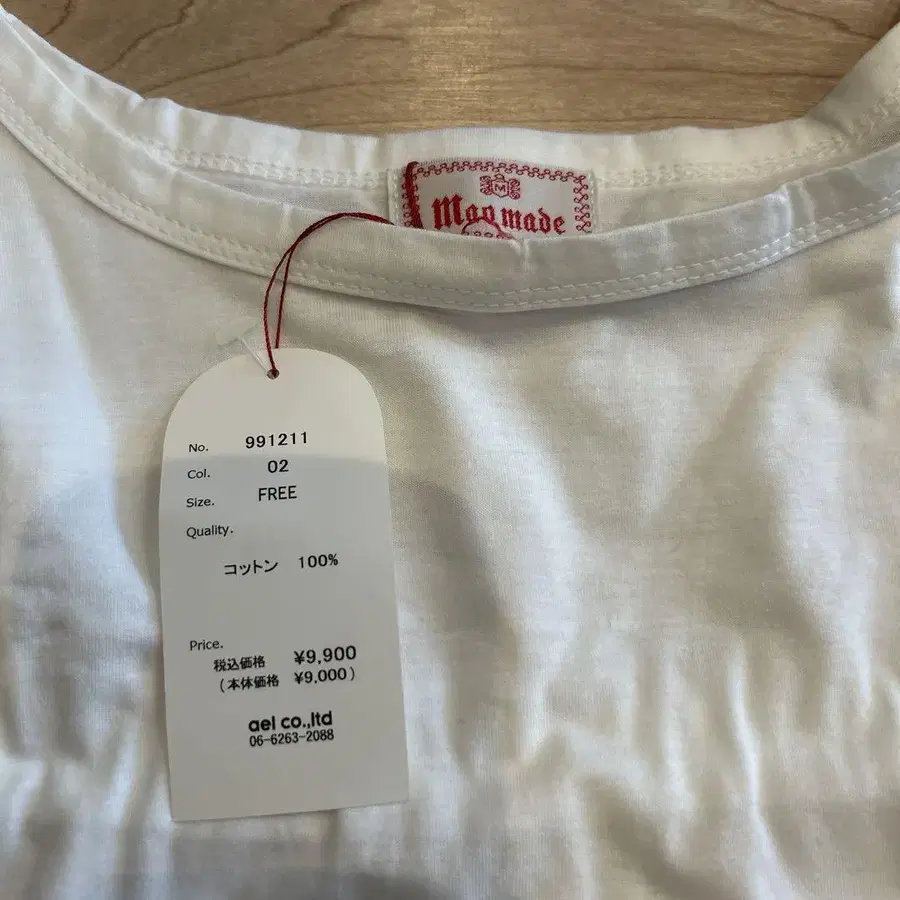 M
Magmade
No. 991211
Col. 02
Size. FREE
Quality.
コットン 100%
Price.
税込価格 ¥9,900
(本体価格 ¥9,000)
ael co.,ltd
06-6263-2088